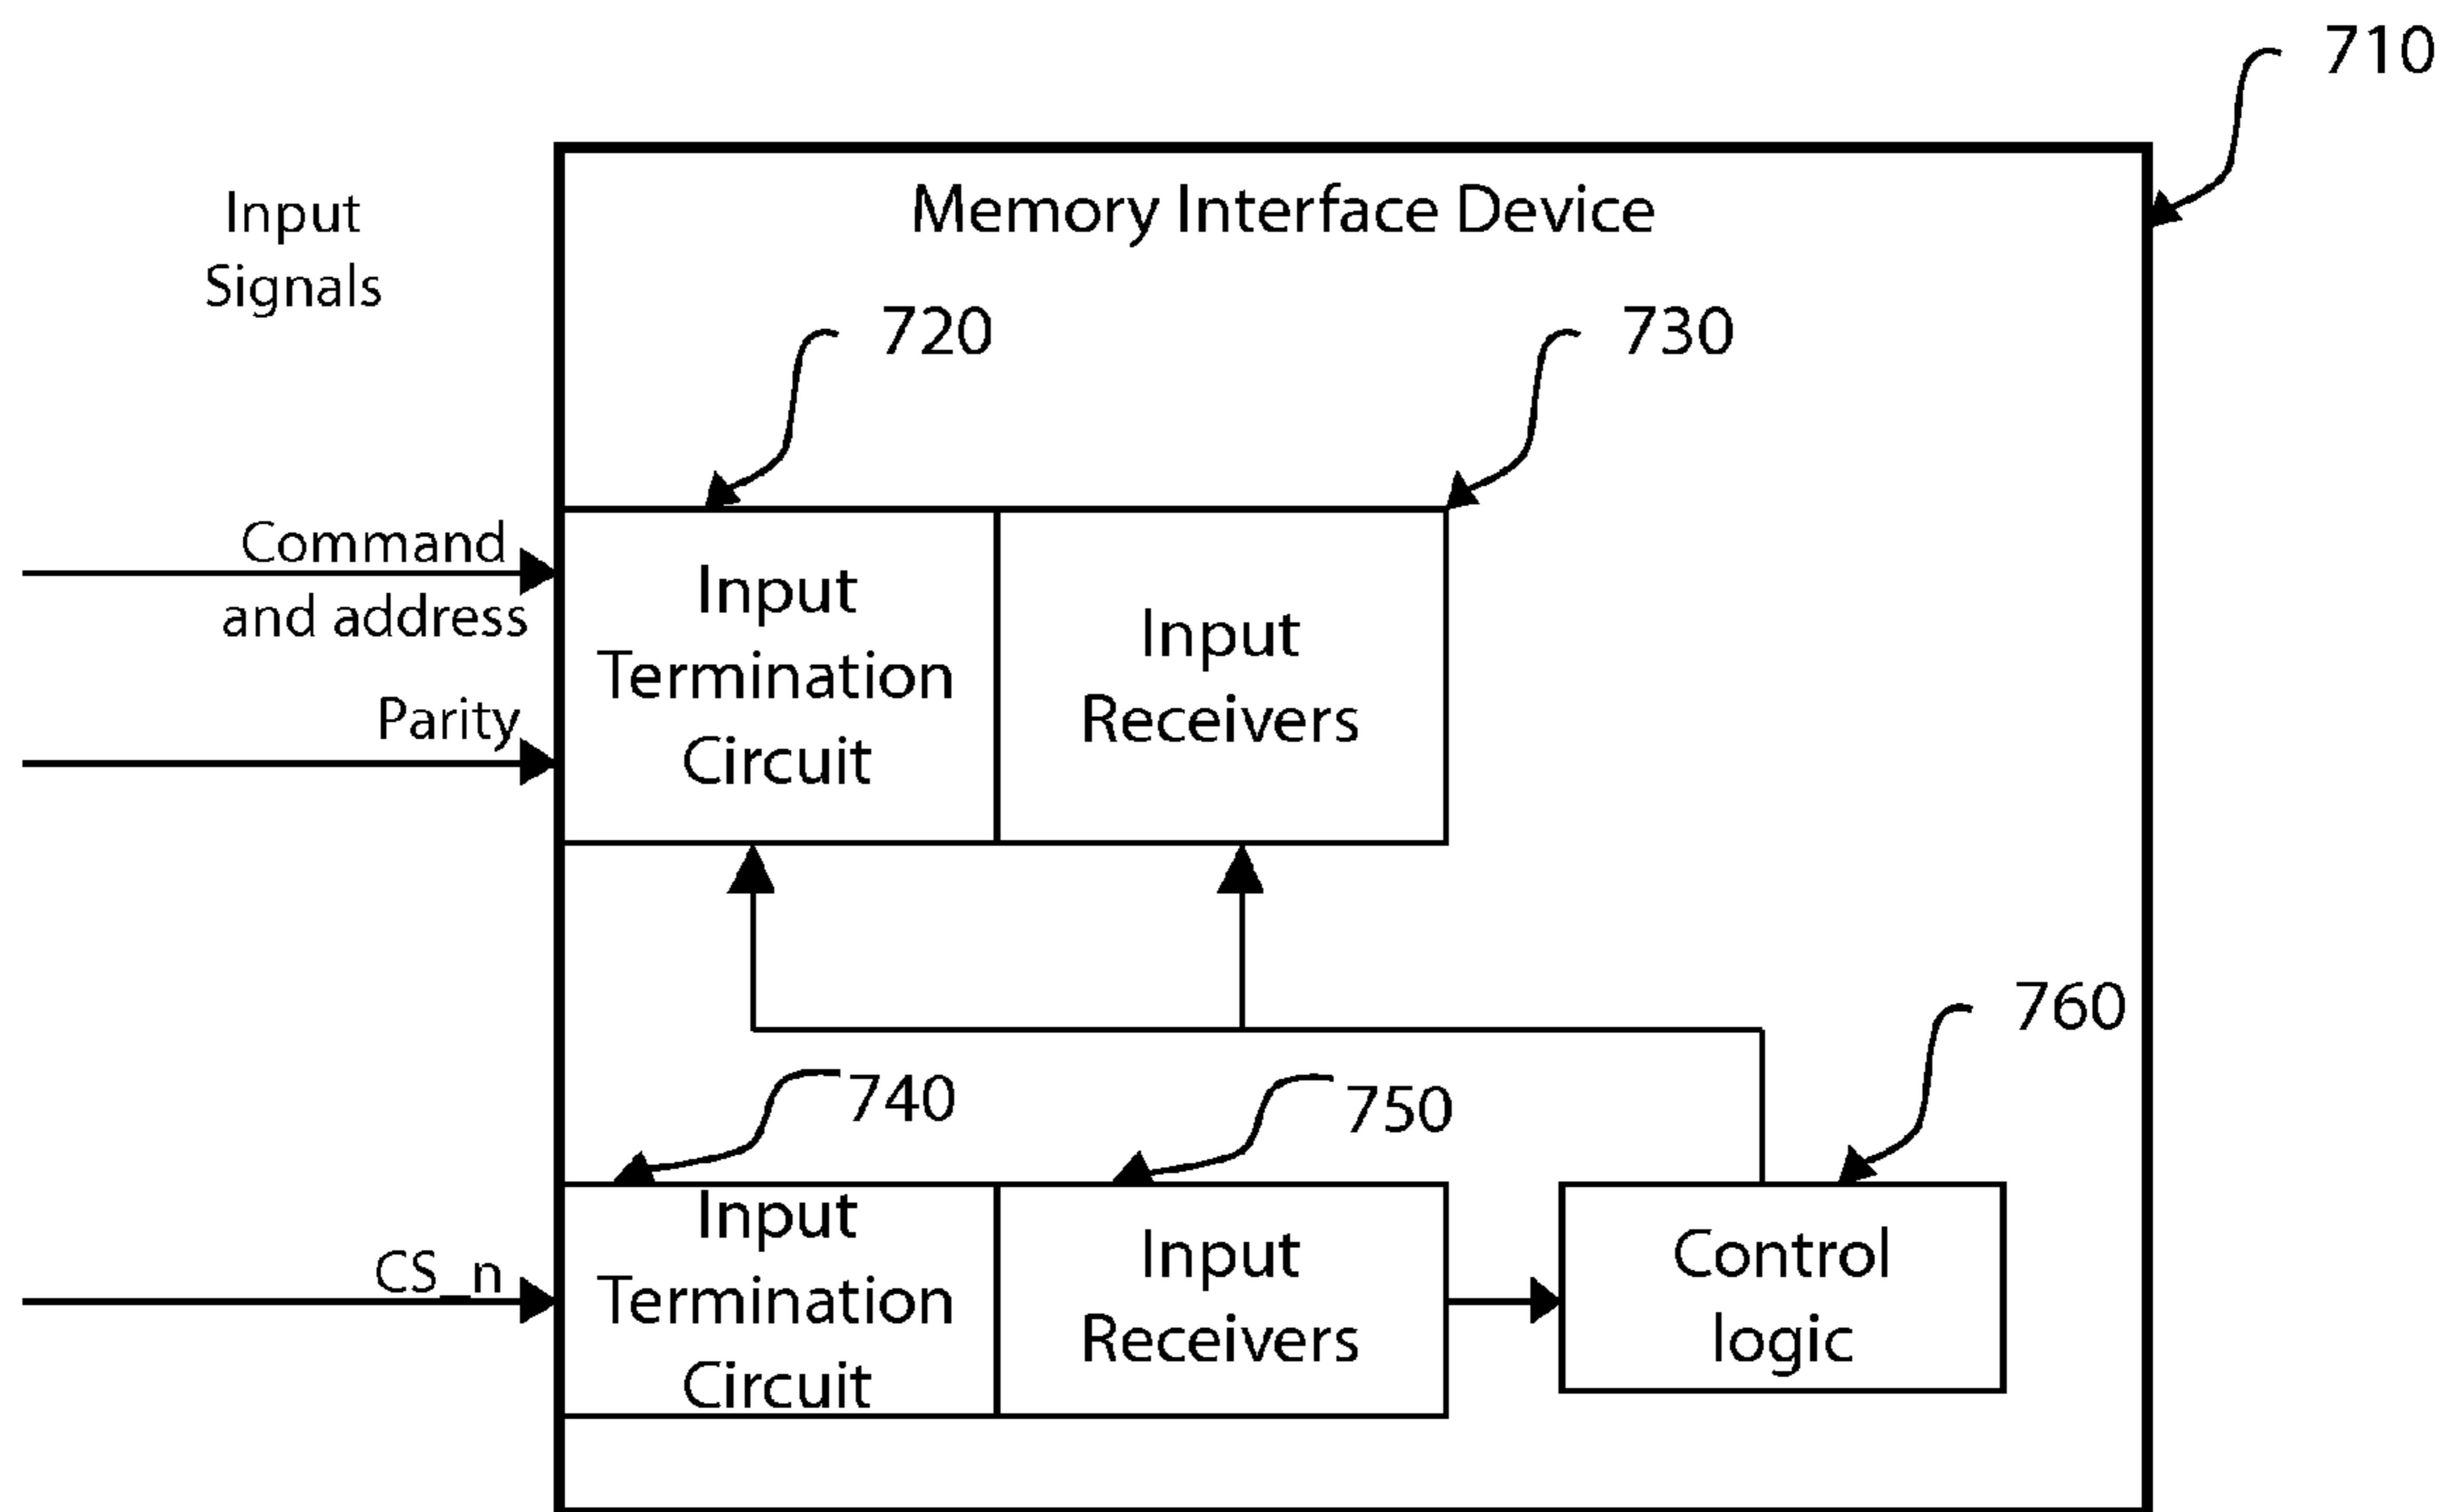 710
Input
Signals
Memory Interface Device
720
730
Command
and address
Parity
Input
Termination
Circuit
Input
Receivers
760
740
750
CS_n
Input
Termination
Circuit
Input
Receivers
Control
logic